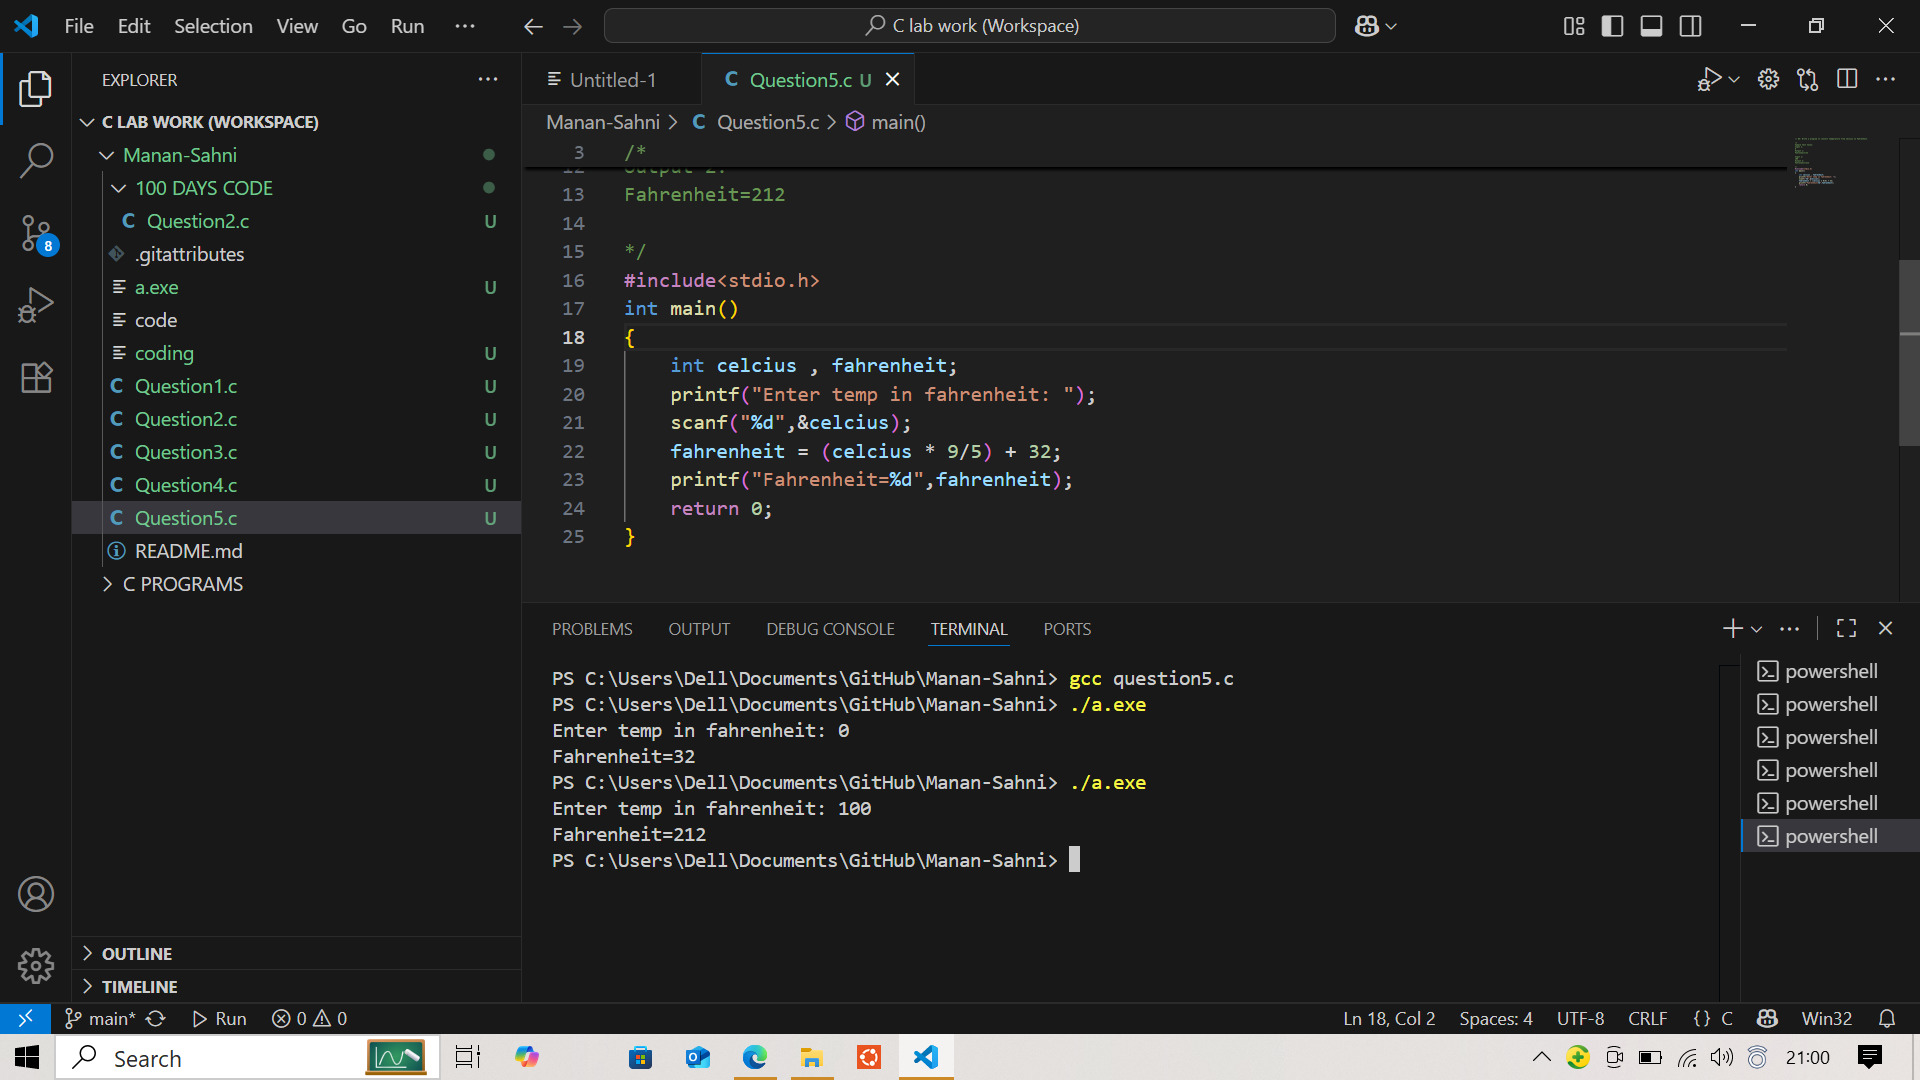 File Edit Selection View Go Run ··· C lab work (Workspace)
EXPLORER ···
C LAB WORK (WORKSPACE)
Manan-Sahni
100 DAYS CODE
C Question2.c U
.gitattributes
a.exe U
code
coding U
C Question1.c U
C Question2.c U
C Question3.c U
C Question4.c U
C Question5.c U
README.md
C PROGRAMS
OUTLINE
TIMELINE
8
Untitled-1
C Question5.c U
Manan-Sahni > C Question5.c > main()
3 /*
12 Output 2:
13 Fahrenheit=212
14
15 */
16 #include<stdio.h>
17 int main()
18 {
19 int celcius , fahrenheit;
20 printf("Enter temp in fahrenheit: ");
21 scanf("%d",&celcius);
22 fahrenheit = (celcius * 9/5) + 32;
23 printf("Fahrenheit=%d",fahrenheit);
24 return 0;
25 }
PROBLEMS OUTPUT DEBUG CONSOLE TERMINAL PORTS
PS C:\Users\Dell\Documents\GitHub\Manan-Sahni> gcc question5.c
PS C:\Users\Dell\Documents\GitHub\Manan-Sahni> ./a.exe
Enter temp in fahrenheit: 0
Fahrenheit=32
PS C:\Users\Dell\Documents\GitHub\Manan-Sahni> ./a.exe
Enter temp in fahrenheit: 100
Fahrenheit=212
PS C:\Users\Dell\Documents\GitHub\Manan-Sahni>
powershell
powershell
powershell
powershell
powershell
powershell
main* Run 0 0 Ln 18, Col 2 Spaces: 4 UTF-8 CRLF {} C Win32
Search 21:00